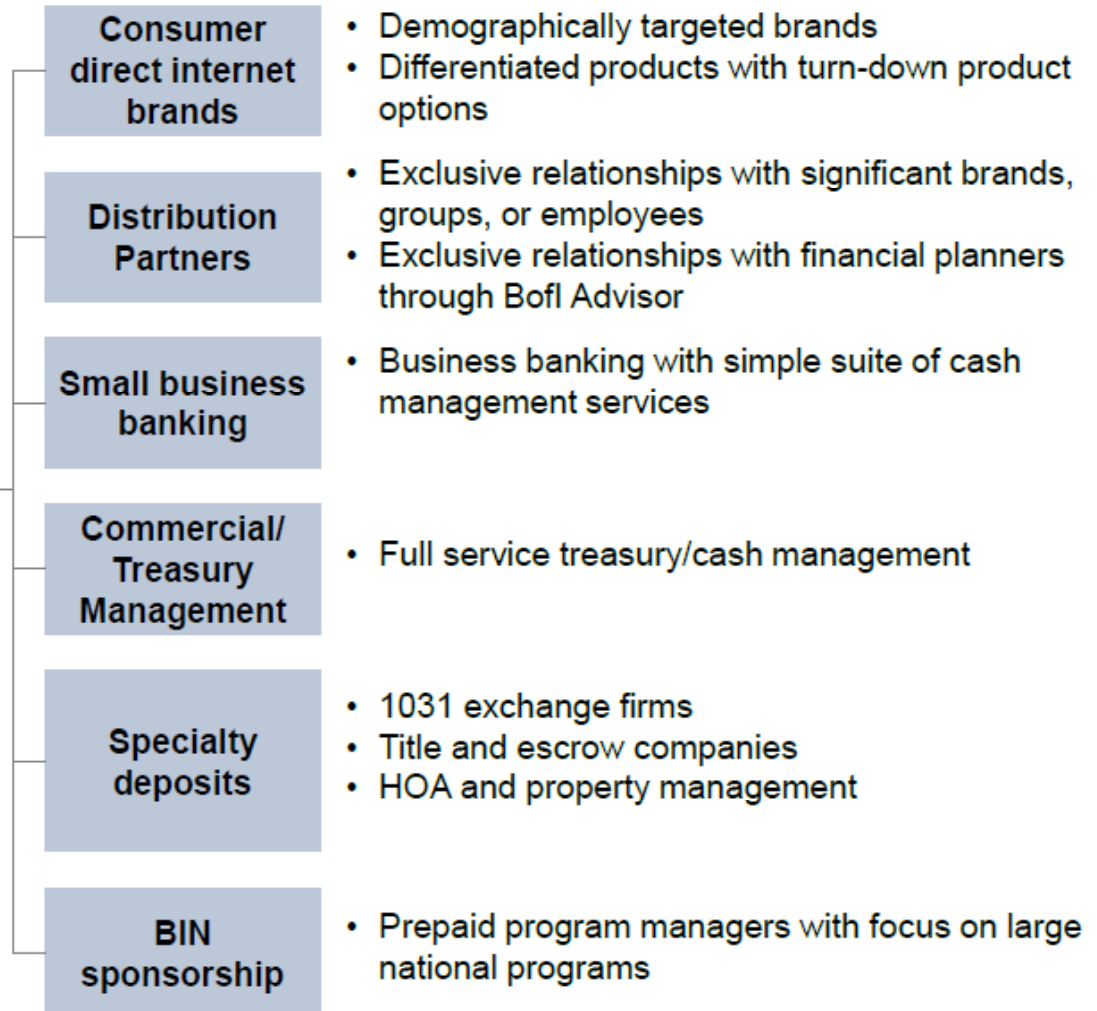 Consumer
direct internet
brands
• Demographically targeted brands
• Differentiated products with turn-down product
options
Distribution
Partners
• Exclusive relationships with significant brands,
groups, or employees
• Exclusive relationships with financial planners
through BofI Advisor
Small business
banking
• Business banking with simple suite of cash
management services
Commercial/
Treasury
Management
• Full service treasury/cash management
Specialty
deposits
• 1031 exchange firms
• Title and escrow companies
• HOA and property management
BIN
sponsorship
• Prepaid program managers with focus on large
national programs